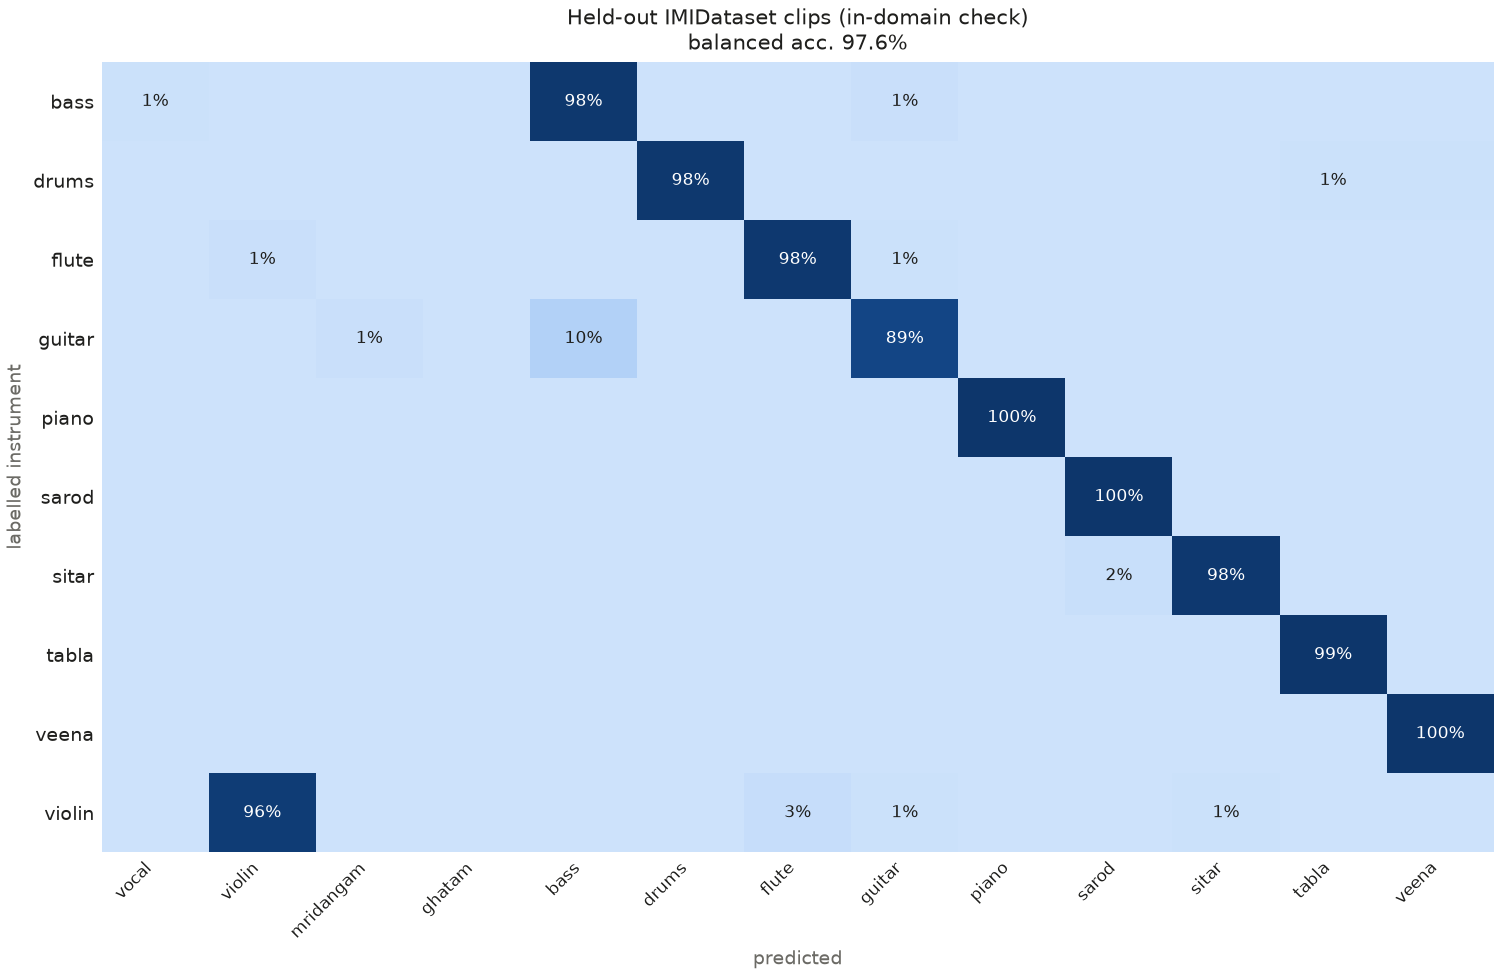 Held-out IMIDataset clips (in-domain check)
balanced acc. 97.6%
labelled instrument
bass 1% 98% 1%
drums 98% 1%
flute 1% 98% 1%
guitar 1% 10% 89%
piano 100%
sarod 100%
sitar 2% 98%
tabla 99%
veena 100%
violin 96% 3% 1% 1%
vocal violin mridangam ghatam bass drums flute guitar piano sarod sitar tabla veena
predicted